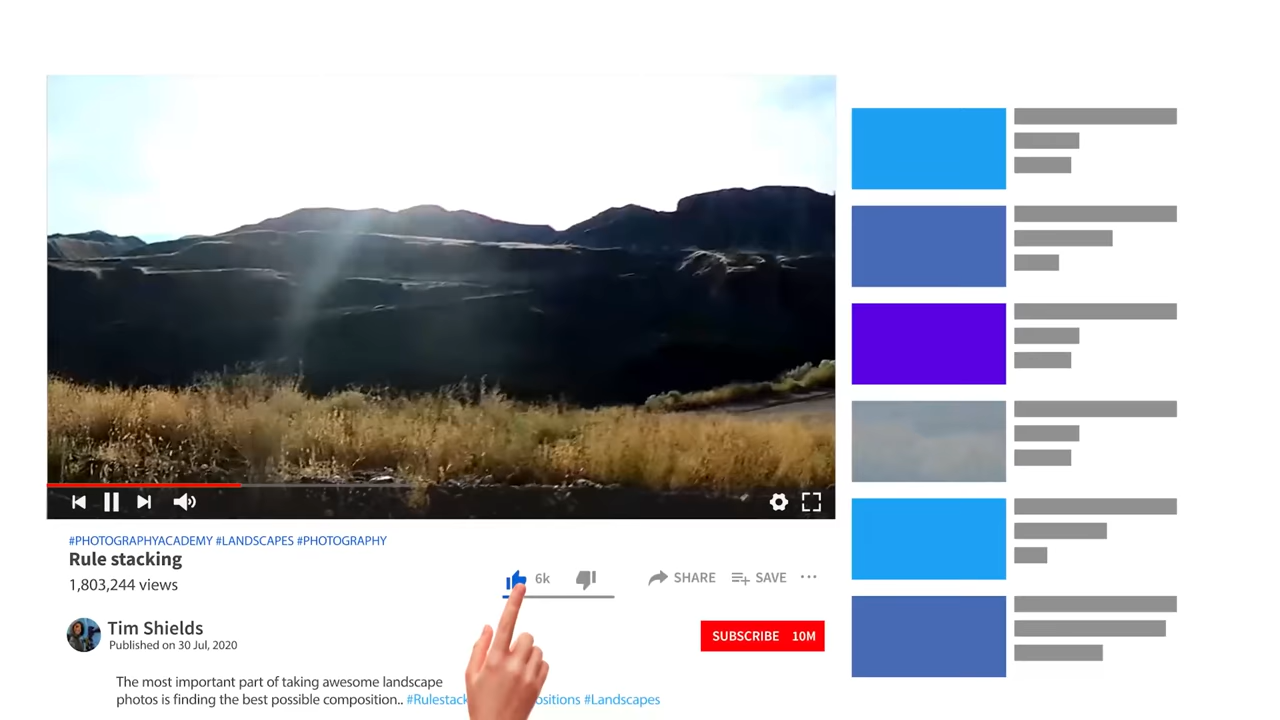 #PHOTOGRAPHYACADEMY #LANDSCAPES #PHOTOGRAPHY
Rule stacking
1,803,244 views
6k
SHARE
SAVE
Tim Shields
Published on 30 Jul, 2020
SUBSCRIBE 10M
The most important part of taking awesome landscape
photos is finding the best possible composition.. #Rulestack ositions #Landscapes